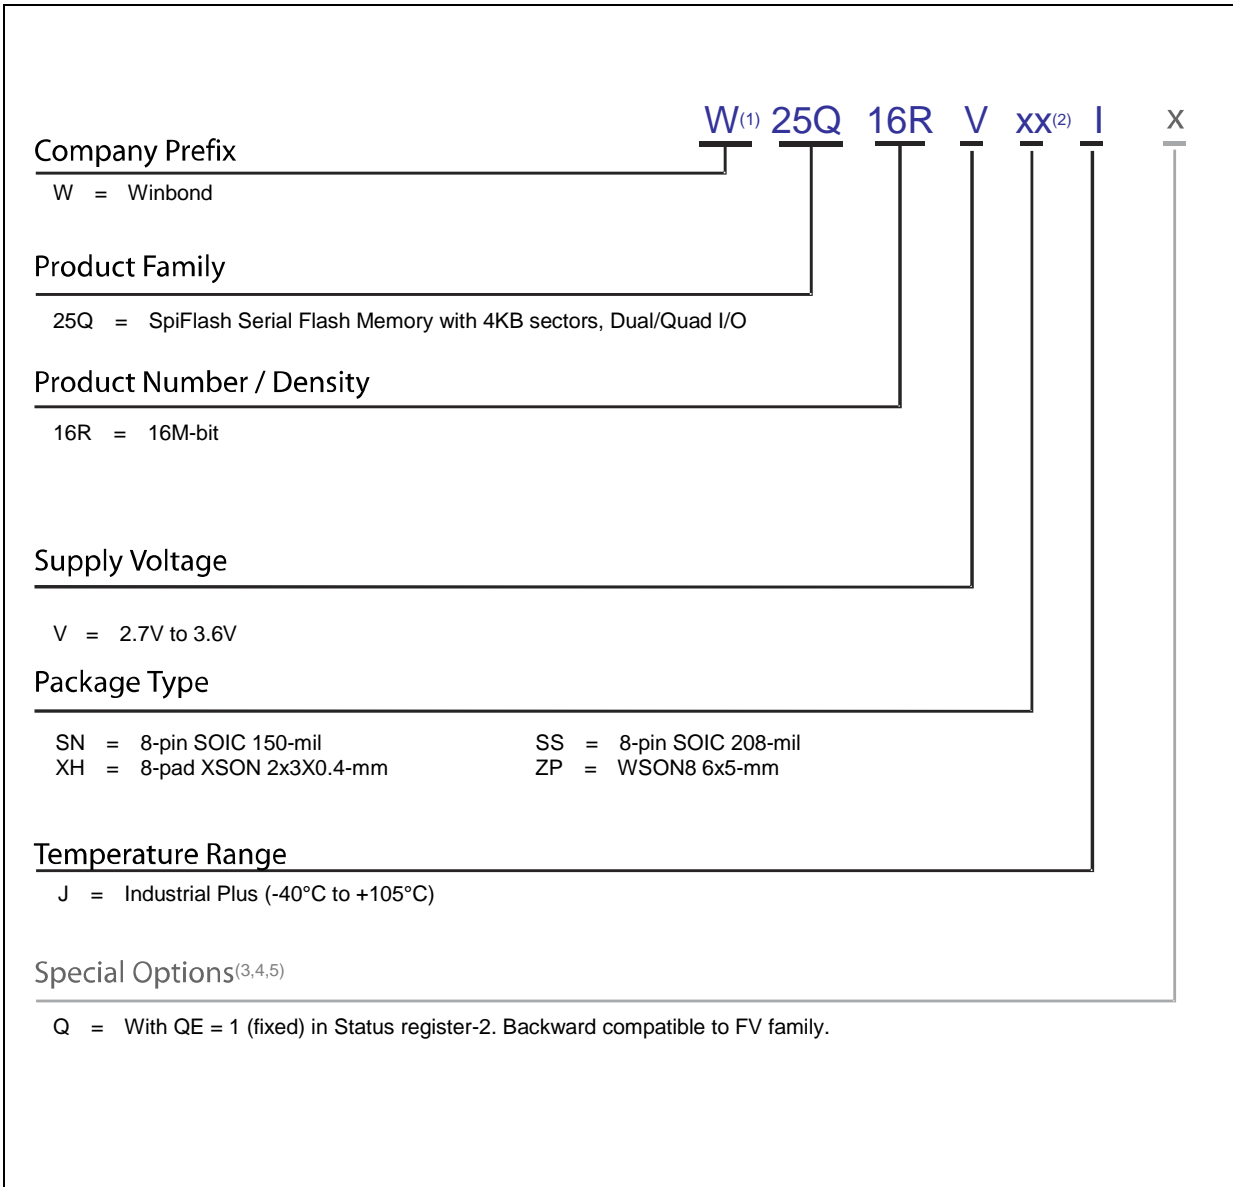 W(1) 25Q 16R V xx(2) I x
Company Prefix
W = Winbond
Product Family
25Q = SpiFlash Serial Flash Memory with 4KB sectors, Dual/Quad I/O
Product Number / Density
16R = 16M-bit
Supply Voltage
V = 2.7V to 3.6V
Package Type
SN = 8-pin SOIC 150-mil SS = 8-pin SOIC 208-mil
XH = 8-pad XSON 2x3X0.4-mm ZP = WSON8 6x5-mm
Temperature Range
J = Industrial Plus (-40°C to +105°C)
Special Options(3,4,5)
Q = With QE = 1 (fixed) in Status register-2. Backward compatible to FV family.